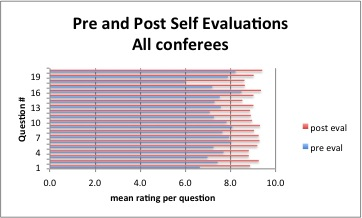 Pre and Post Self Evaluations
All conferees
Question #
19
16
13
10
7
4
1
0.0 2.0 4.0 6.0 8.0 10.0
mean rating per question
post eval
pre eval